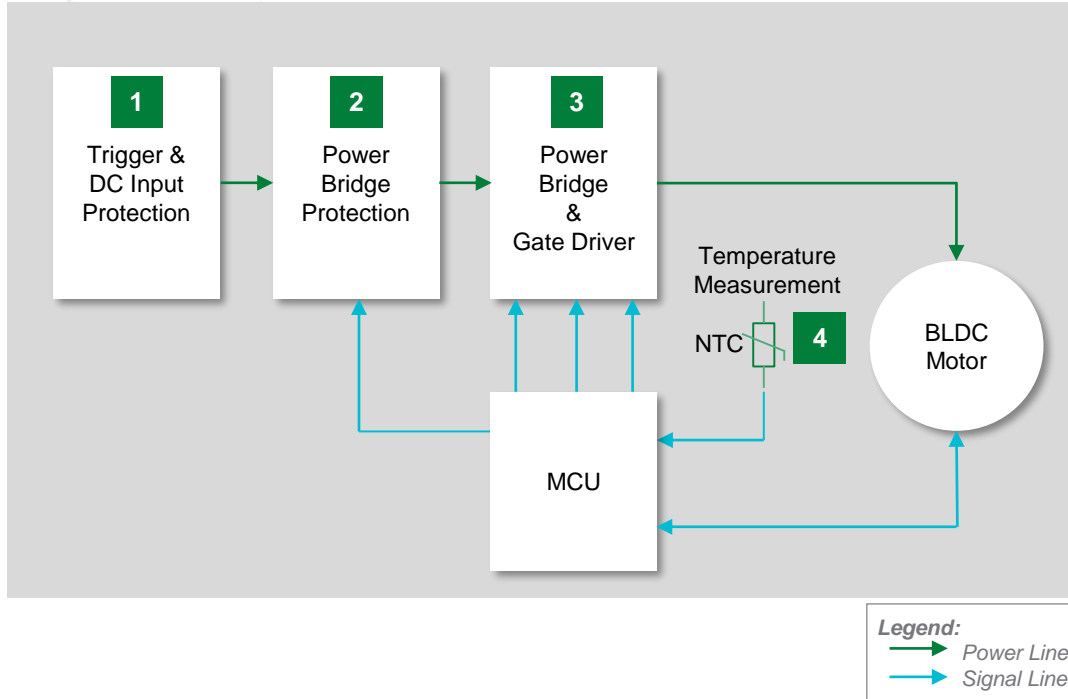 1
Trigger &
DC Input
Protection
2
Power
Bridge
Protection
3
Power
Bridge
&
Gate Driver
Temperature
Measurement
NTC
4
BLDC
Motor
MCU
Legend:
Power Line
Signal Line